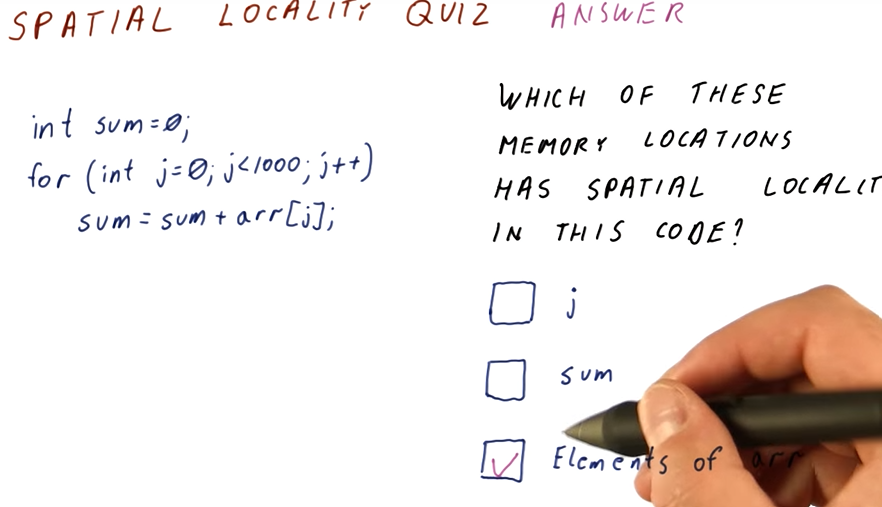 SPATIAL LOCALITY QUIZ ANSWER
int sum=0;
for (int j=0; j<1000; j++)
sum = sum + arr[j];
WHICH OF THESE
MEMORY LOCATIONS
HAS SPATIAL LOCALIT
IN THIS CODE?
j
sum
Elements of arr